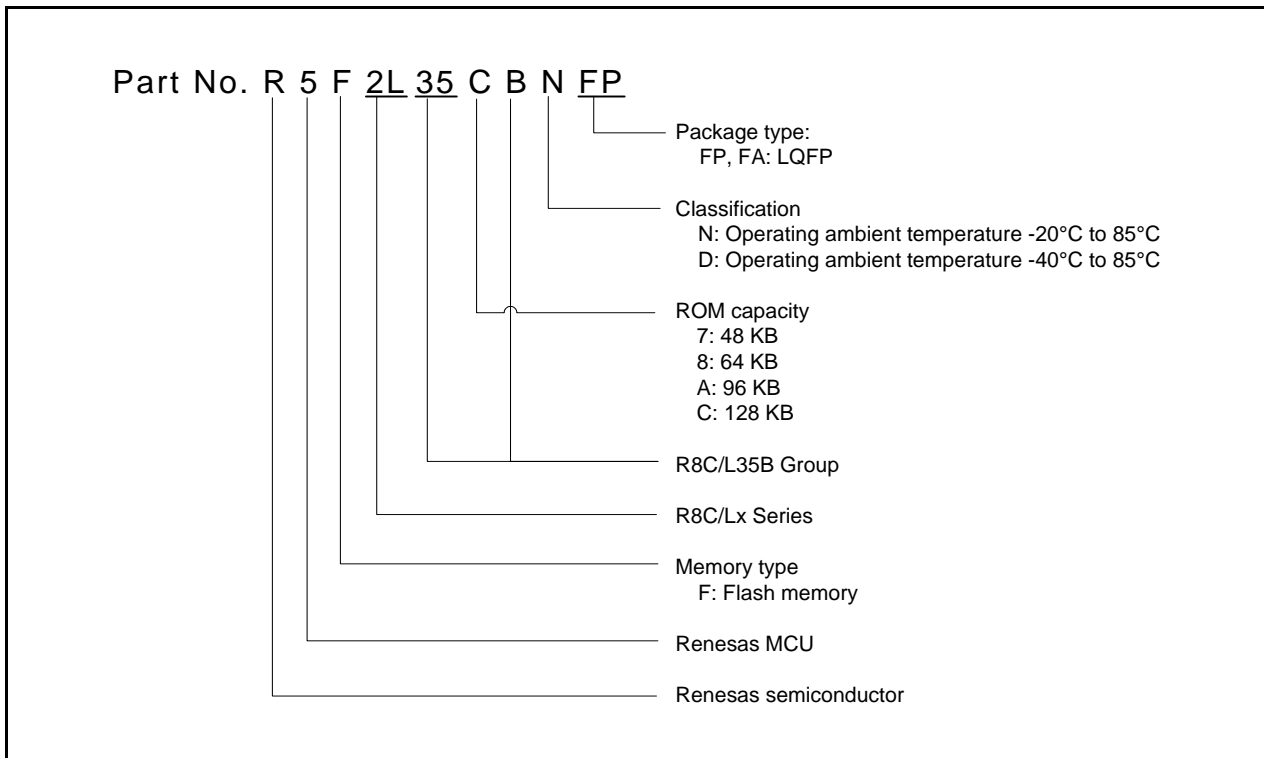 Part No. R 5 F 2L 35 C B N FP
Package type:
FP, FA: LQFP
Classification
N: Operating ambient temperature -20°C to 85°C
D: Operating ambient temperature -40°C to 85°C
ROM capacity
7: 48 KB
8: 64 KB
A: 96 KB
C: 128 KB
R8C/L35B Group
R8C/Lx Series
Memory type
F: Flash memory
Renesas MCU
Renesas semiconductor